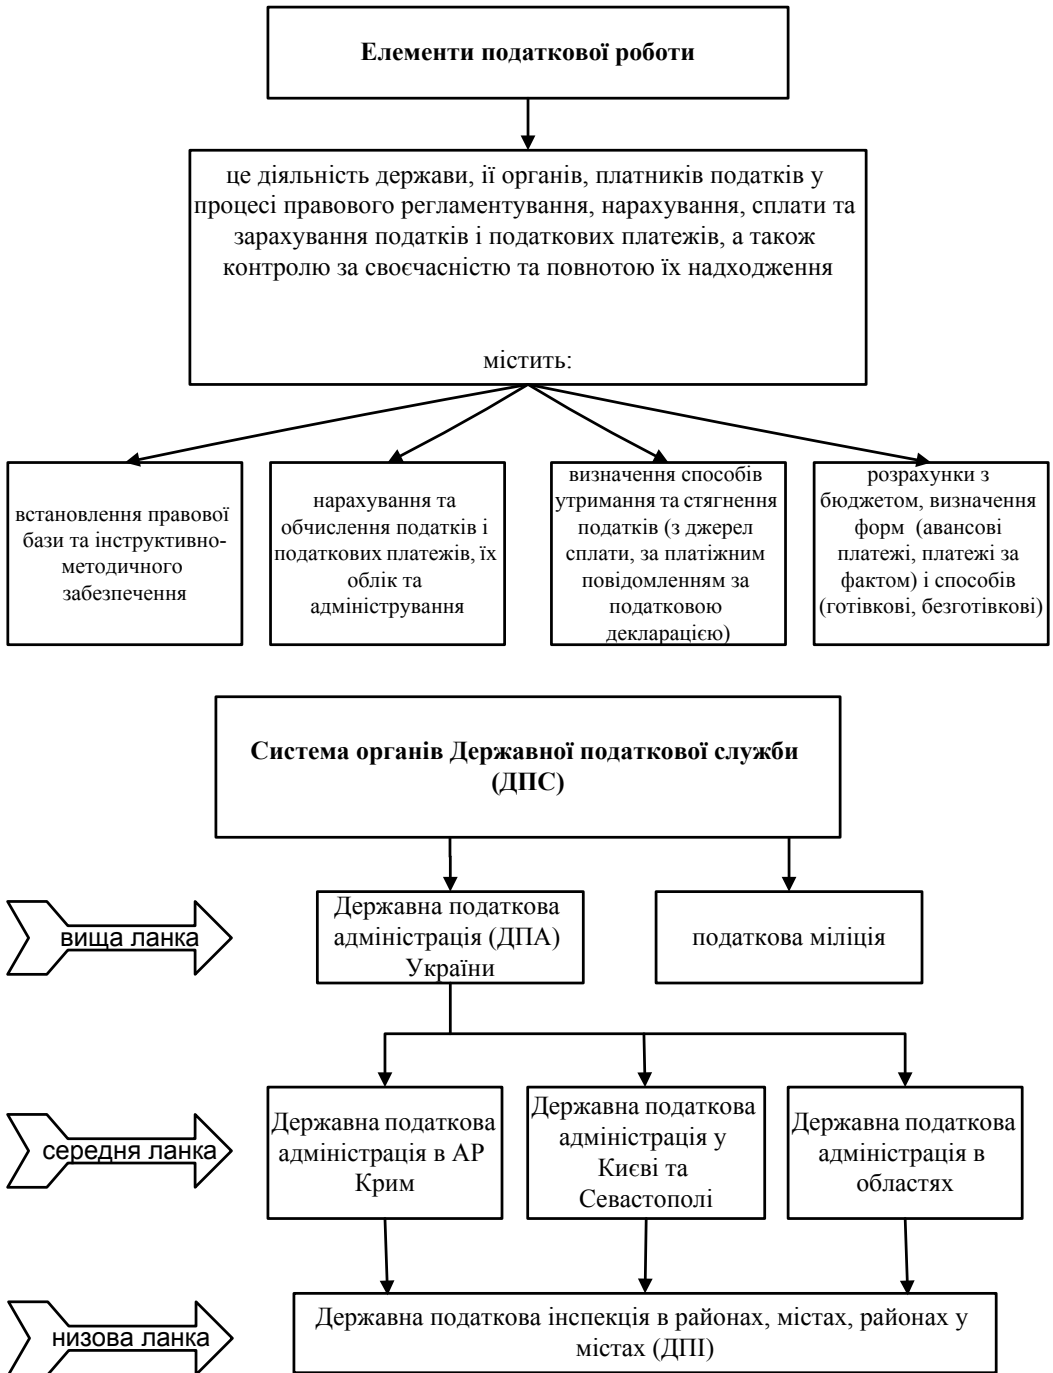 Елементи податкової роботи
це діяльність держави, ії органів, платників податків у
процесі правового регламентування, нарахування, сплати та
зарахування податків і податкових платежів, а також
контролю за своєчасністю та повнотою їх надходження
містить:
встановлення правової
бази та інструктивно-
методичного
забезпечення
нарахування та
обчислення податків і
податкових платежів, їх
облік та
адміністрування
визначення способів
утримання та стягнення
податків (з джерел
сплати, за платіжним
повідомленням за
податковою
декларацією)
розрахунки з
бюджетом, визначення
форм (авансові
платежі, платежі за
фактом) і способів
(готівкові, безготівкові)
Система органів Державної податкової служби
(ДПС)
вища ланка
Державна податкова
адміністрація (ДПА)
України
податкова міліція
середня ланка
Державна податкова
адміністрація в АР
Крим
Державна податкова
адміністрація у
Києві та
Севастополі
Державна податкова
адміністрація в
областях
низова ланка
Державна податкова інспекція в районах, містах, районах у
містах (ДПІ)